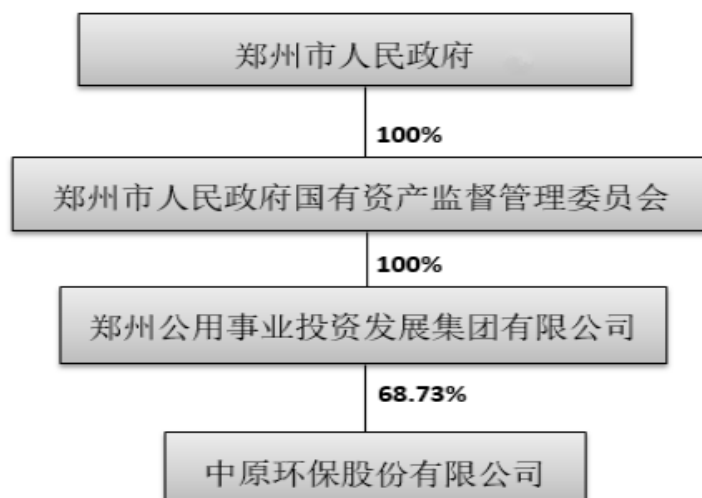 郑州市人民政府
100%
郑州市人民政府国有资产监督管理委员会
100%
郑州公用事业投资发展集团有限公司
68.73%
中原环保股份有限公司